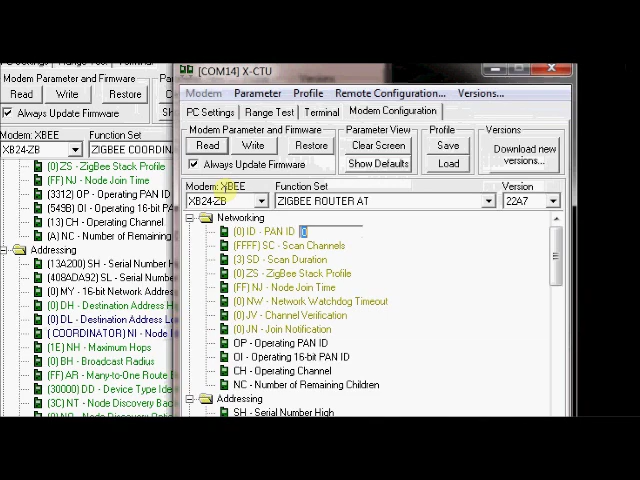 [COM14] X-CTU
Modem Parameter Profile Remote Configuration... Versions...
PC Settings Range Test Terminal Modem Configuration
Modem Parameter and Firmware Parameter View Profile Versions
Read Write Restore Clear Screen Save Download new versions...
Always Update Firmware Show Defaults Load
Modem: XBEE Function Set Version
XB24-ZB ZIGBEE ROUTER AT 22A7
Networking
(0) ID - PAN ID 0
(FFFF) SC - Scan Channels
(3) SD - Scan Duration
(0) ZS - ZigBee Stack Profile
(FF) NJ - Node Join Time
(0) NW - Network Watchdog Timeout
(0) JV - Channel Verification
(0) JN - Join Notification
OP - Operating PAN ID
OI - Operating 16-bit PAN ID
CH - Operating Channel
NC - Number of Remaining Children
Addressing
SH - Serial Number High
Modem Parameter and Firmware
Read Write Restore
Always Update Firmware
Modem: XBEE Function Set
XB24-ZB ZIGBEE COORDIN
(0) ZS - ZigBee Stack Profile
(FF) NJ - Node Join Time
(3312) OP - Operating PAN ID
(549B) OI - Operating 16-bit PAN
(13) CH - Operating Channel
(A) NC - Number of Remaining
Addressing
(13A200) SH - Serial Number H
(408ADA92) SL - Serial Numbe
(0) MY - 16-bit Network Addres
(0) DH - Destination Address H
(0) DL - Destination Address Lo
( COORDINATOR) NI - Node I
(1E) NH - Maximum Hops
(0) BH - Broadcast Radius
(FF) AR - Many-to-One Route B
(30000) DD - Device Type Ide
(3C) NT - Node Discovery Back